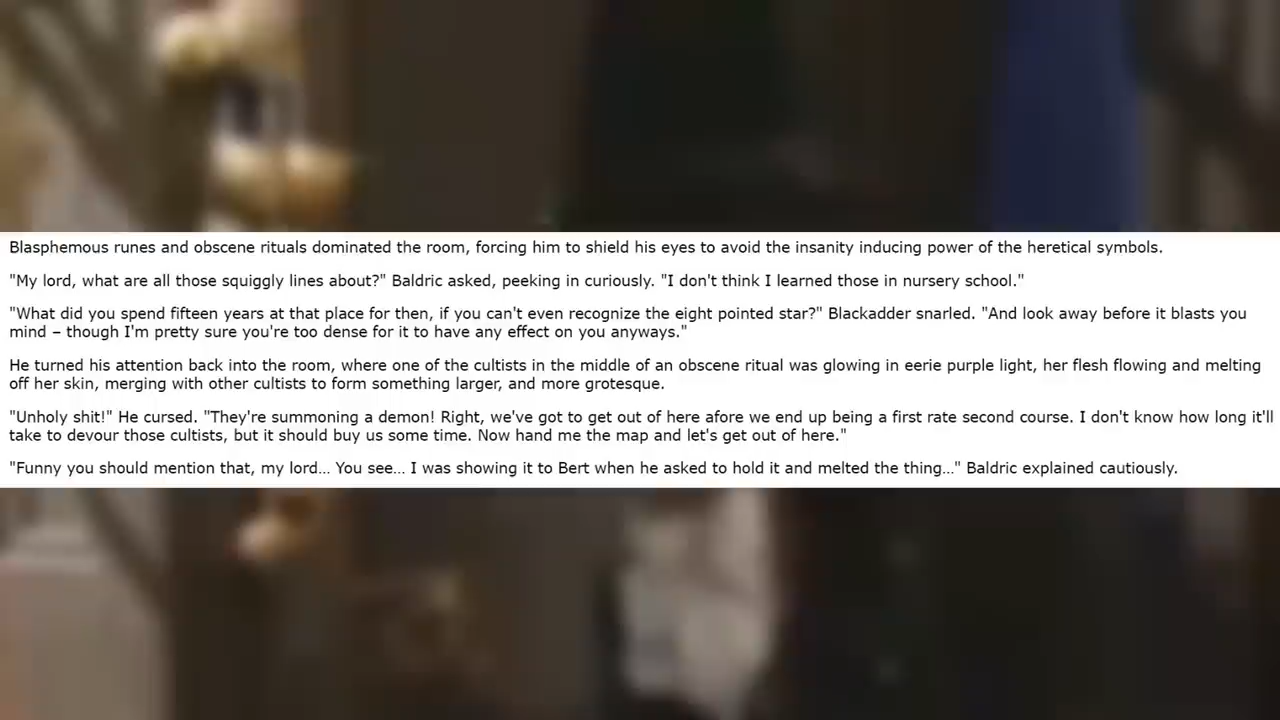 Blasphemous runes and obscene rituals dominated the room, forcing him to shield his eyes to avoid the insanity inducing power of the heretical symbols.
"My lord, what are all those squiggly lines about?" Baldric asked, peeking in curiously. "I don't think I learned those in nursery school."
"What did you spend fifteen years at that place for then, if you can't even recognize the eight pointed star?" Blackadder snarled. "And look away before it blasts you
mind – though I'm pretty sure you're too dense for it to have any effect on you anyways."
He turned his attention back into the room, where one of the cultists in the middle of an obscene ritual was glowing in eerie purple light, her flesh flowing and melting
off her skin, merging with other cultists to form something larger, and more grotesque.
"Unholy shit!" He cursed. "They're summoning a demon! Right, we've got to get out of here afore we end up being a first rate second course. I don't know how long it'll
take to devour those cultists, but it should buy us some time. Now hand me the map and let's get out of here."
"Funny you should mention that, my lord… You see… I was showing it to Bert when he asked to hold it and melted the thing…" Baldric explained cautiously.